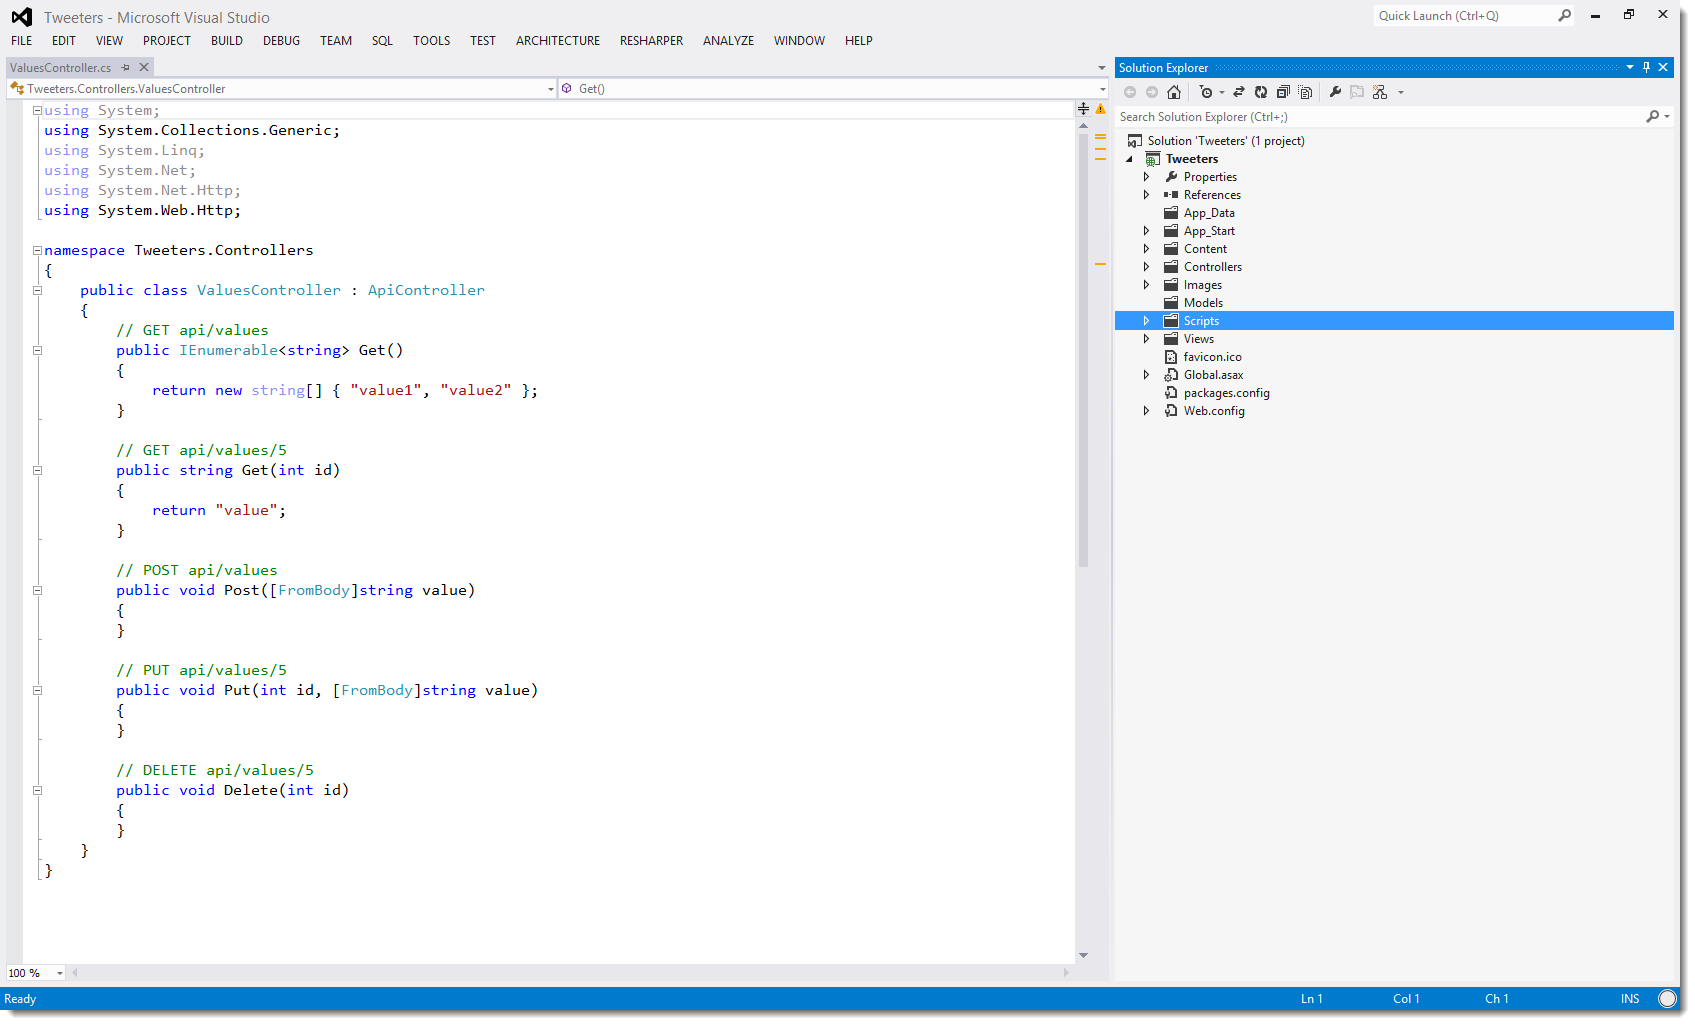 Tweeters - Microsoft Visual Studio
Quick Launch (Ctrl+Q)
FILE EDIT VIEW PROJECT BUILD DEBUG TEAM SQL TOOLS TEST ARCHITECTURE RESHARPER ANALYZE WINDOW HELP
ValuesController.cs
Tweeters.Controllers.ValuesController
Get()
using System;
using System.Collections.Generic;
using System.Linq;
using System.Net;
using System.Net.Http;
using System.Web.Http;
namespace Tweeters.Controllers
{
public class ValuesController : ApiController
{
// GET api/values
public IEnumerable<string> Get()
{
return new string[] { "value1", "value2" };
}
// GET api/values/5
public string Get(int id)
{
return "value";
}
// POST api/values
public void Post([FromBody]string value)
{
}
// PUT api/values/5
public void Put(int id, [FromBody]string value)
{
}
// DELETE api/values/5
public void Delete(int id)
{
}
}
}
100 %
Solution Explorer
Search Solution Explorer (Ctrl+;)
Solution 'Tweeters' (1 project)
Tweeters
Properties
References
App_Data
App_Start
Content
Controllers
Images
Models
Scripts
Views
favicon.ico
Global.asax
packages.config
Web.config
Ready
Ln 1
Col 1
Ch 1
INS